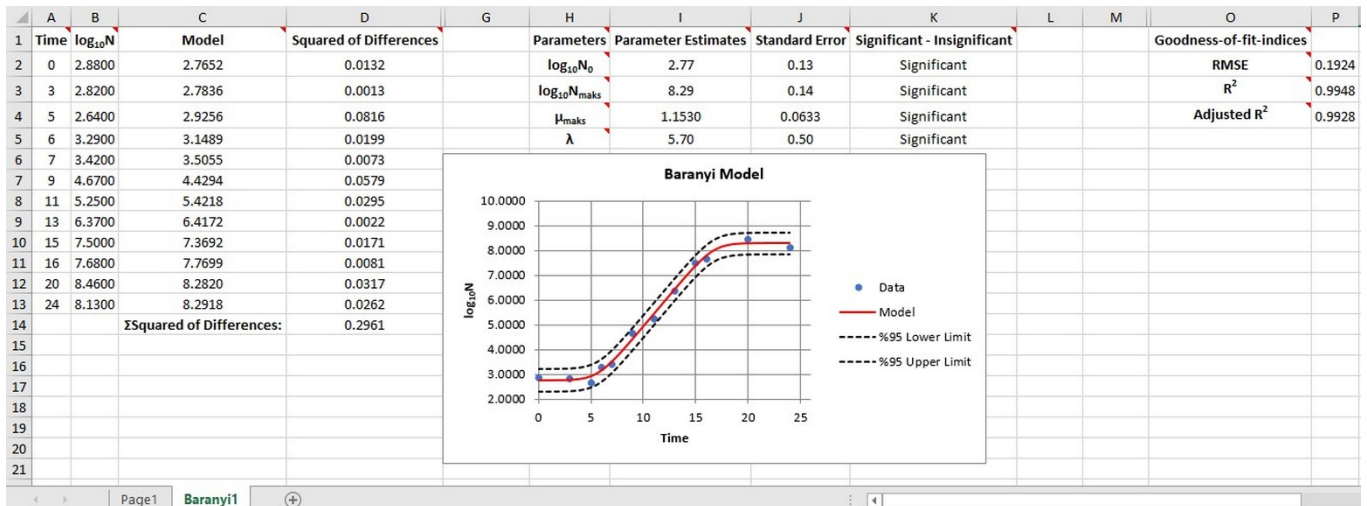 A B C D G H I J K L M O P
1 Time log₁₀N Model Squared of Differences Parameters Parameter Estimates Standard Error Significant - Insignificant Goodness-of-fit-indices
2 0 2.8800 2.7652 0.0132 log₁₀N₀ 2.77 0.13 Significant RMSE 0.1924
3 3 2.8200 2.7836 0.0013 log₁₀Nₘₐₖₛ 8.29 0.14 Significant R² 0.9948
4 5 2.6400 2.9256 0.0816 μₘₐₖₛ 1.1530 0.0633 Significant Adjusted R² 0.9928
5 6 3.2900 3.1489 0.0199 λ 5.70 0.50 Significant
6 7 3.4200 3.5055 0.0073
7 9 4.6700 4.4294 0.0579
8 11 5.2500 5.4218 0.0295
9 13 6.3700 6.4172 0.0022
10 15 7.5000 7.3692 0.0171
11 16 7.6800 7.7699 0.0081
12 20 8.4600 8.2820 0.0317
13 24 8.1300 8.2918 0.0262
14 ΣSquared of Differences: 0.2961
15
16
17
18
19
20
21
Baranyi Model
10.0000
9.0000
8.0000
7.0000
6.0000
5.0000
4.0000
3.0000
2.0000
log₁₀N
0 5 10 15 20 25
Time
Data
Model
%95 Lower Limit
%95 Upper Limit
Page1 Baranyi1